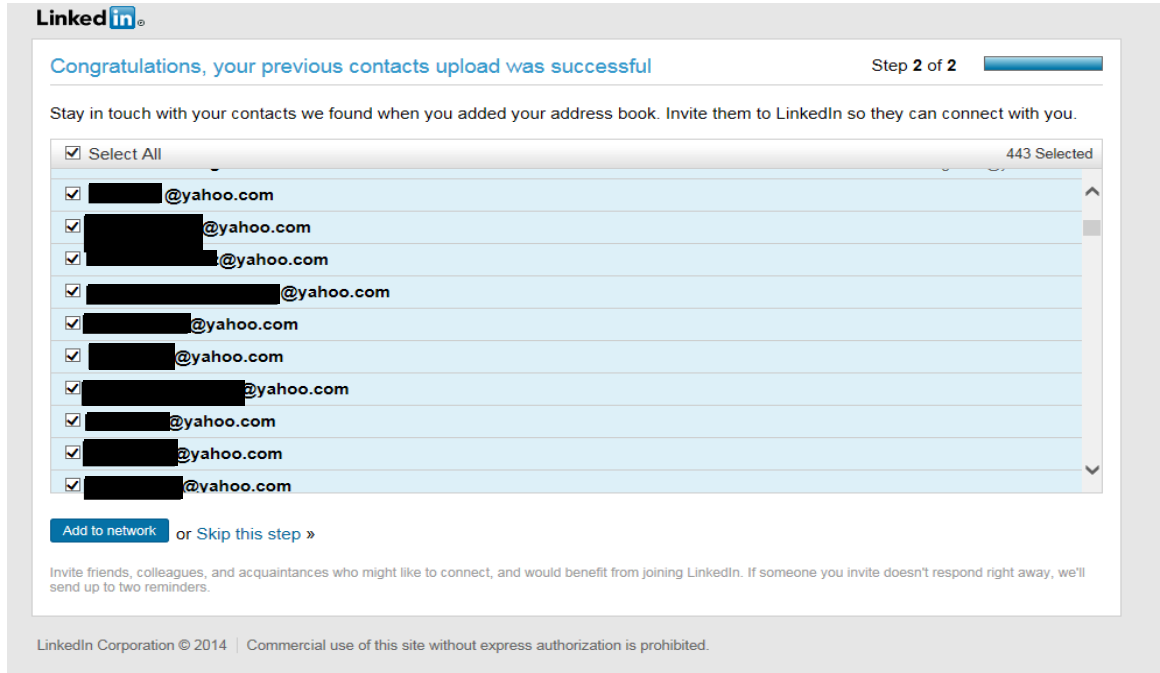 Linked in ®
Congratulations, your previous contacts upload was successful
Step 2 of 2
Stay in touch with your contacts we found when you added your address book. Invite them to LinkedIn so they can connect with you.
Select All
443 Selected
@yahoo.com
@yahoo.com
@yahoo.com
@yahoo.com
@yahoo.com
@yahoo.com
@yahoo.com
@yahoo.com
@yahoo.com
@yahoo.com
Add to network or Skip this step »
Invite friends, colleagues, and acquaintances who might like to connect, and would benefit from joining LinkedIn. If someone you invite doesn't respond right away, we'll
send up to two reminders.
LinkedIn Corporation © 2014 | Commercial use of this site without express authorization is prohibited.